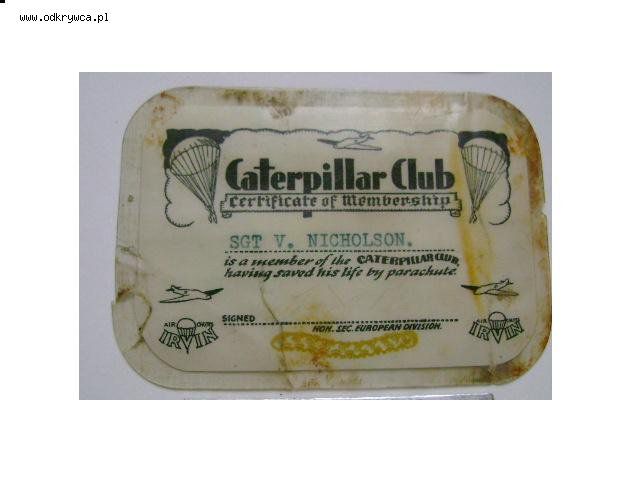 www.odkrywca.pl
Caterpillar Club
Certificate of Membership
SGT V. NICHOLSON.
is a member of the CATERPILLAR CLUB,
having saved his life by parachute.
SIGNED
HON. SEC. EUROPEAN DIVISION.
AIR CHUTE
IRVIN
AIR CHUTE
IRVIN